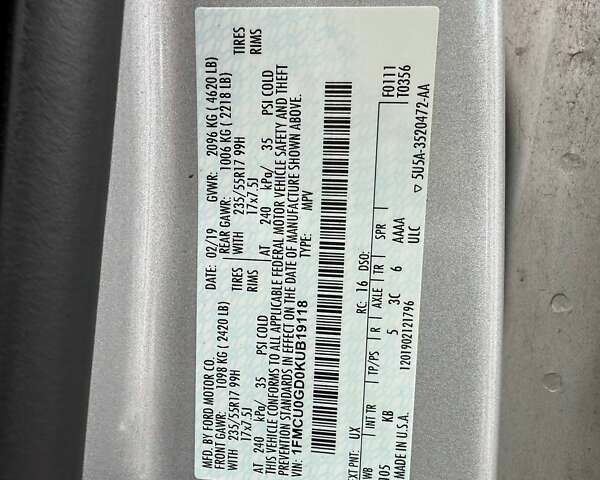 MFD. BY FORD MOTOR CO.
DATE: 02/19 GVWR: 2096 KG ( 4620 LB)
FRONT GAWR: 1098 KG ( 2420 LB) REAR GAWR: 1006 KG ( 2218 LB)
WITH 235/55R17 99H TIRES WITH 235/55R17 99H TIRES
17x7.5J RIMS 17x7.5J RIMS
AT 240 kPa/ 35 PSI COLD AT 240 kPa/ 35 PSI COLD
THIS VEHICLE CONFORMS TO ALL APPLICABLE FEDERAL MOTOR VEHICLE SAFETY AND THEFT
PREVENTION STANDARDS IN EFFECT ON THE DATE OF MANUFACTURE SHOWN ABOVE.
VIN: 1FMCU0GD0KUB19118 TYPE: MPV
EXT PNT: UX RC: 16 DSO:
F0111
T0356
WB INT TR TP/PS R AXLE TR SPR
105 KB 5 3C 6 AAAA
ULC
MADE IN U.S.A. 1201902121796
▽ 5U5A-3520472-AA